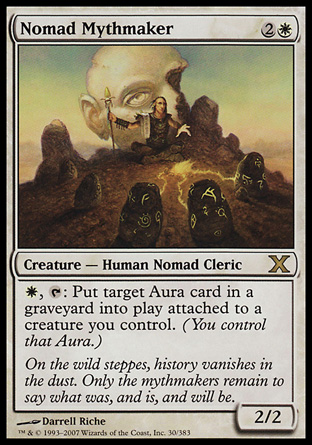 Nomad Mythmaker 2
Creature — Human Nomad Cleric X
: Put target Aura card in a
graveyard into play attached to a
creature you control. (You control
that Aura.)
On the wild steppes, history vanishes in
the dust. Only the mythmakers remain to
say what was, and is, and will be.
Darrell Riche
™ & © 1993–2007 Wizards of the Coast, Inc. 30/383
2/2